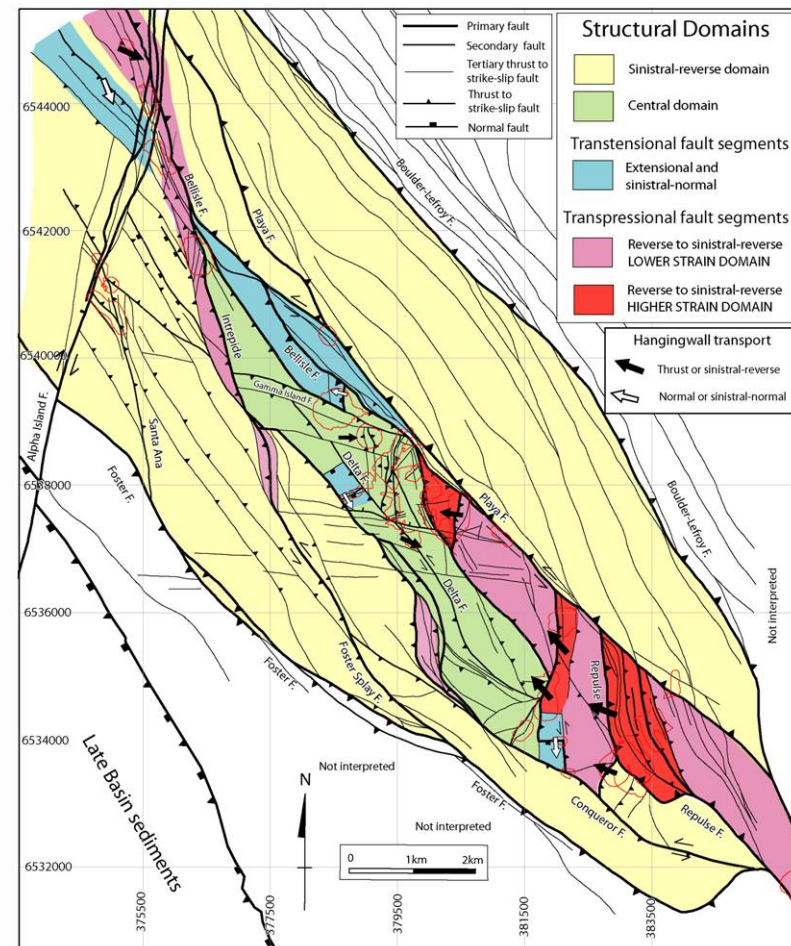 Primary fault
Secondary fault
Tertiary thrust to
strike-slip fault
Thrust to
strike-slip fault
Normal fault
Structural Domains
Sinistral-reverse domain
Central domain
Transtensional fault segments
Extensional and
sinistral-normal
Transpressional fault segments
Reverse to sinistral-reverse
LOWER STRAIN DOMAIN
Reverse to sinistral-reverse
HIGHER STRAIN DOMAIN
Hangingwall transport
Thrust or sinistral-reverse
Normal or sinistral-normal
6544000
6542000
6540000
6538000
6536000
6534000
6532000
Boulder-Lefroy F.
Bellisle F.
Playa F.
Intrepide
Bellisle F.
Gamma Island F.
Alpha Island F.
Santa Ana
Foster F.
Delta F.
Playa F.
Boulder-Lefroy F.
Delta F.
Not interpreted
Foster F.
Foster Splay F.
Repulse
Late Basin sediments
Not interpreted
N
Foster F.
Not interpreted
Conqueror F.
Repulse F.
0 1km 2km
375500
377500
379500
381500
383500